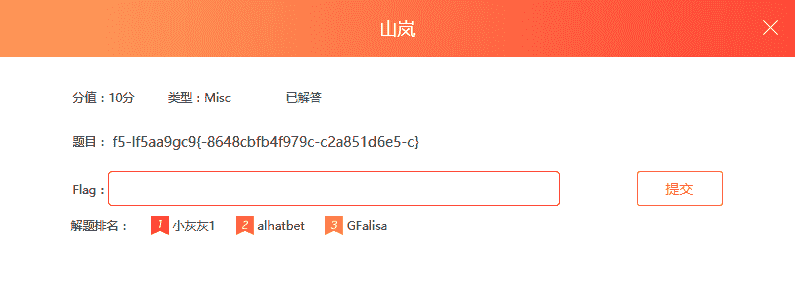 山岚
分值：10分 类型：Misc 已解答
题目： f5-lf5aa9gc9{-8648cbfb4f979c-c2a851d6e5-c}
Flag： 提交
解题排名： 1 小灰灰1 2 alhatbet 3 GFalisa